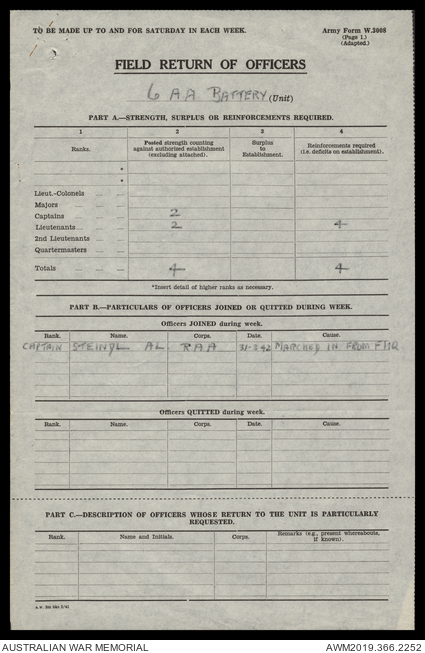 TO BE MADE UP TO AND FOR SATURDAY IN EACH WEEK.
Army Form W.3008
(Page 1.)
(Adapted.)
FIELD RETURN OF OFFICERS
6 A.A BATTERY (Unit)
PART A.—STRENGTH, SURPLUS OR REINFORCEMENTS REQUIRED.
1 2 3 4
Ranks. Posted strength counting against authorized establishment (excluding attached). Surplus to Establishment. Reinforcements required (i.e. deficits on establishment).
*
*
Lieut.-Colonels
Majors
Captains 2
Lieutenants 2 4
2nd Lieutenants
Quartermasters
Totals 4 4
*Insert detail of higher ranks as necessary.
PART B.—PARTICULARS OF OFFICERS JOINED OR QUITTED DURING WEEK.
Officers JOINED during week.
Rank. Name. Corps. Date. Cause.
CAPTAIN AL RAA MARCHED IN FROM
Officers QUITTED during week.
Rank. Name. Corps. Date. Cause.
PART C.—DESCRIPTION OF OFFICERS WHOSE RETURN TO THE UNIT IS PARTICULARLY
REQUESTED.
Rank. Name and Initials. Corps. Remarks (e.g., present whereabouts, if known).
AUSTRALIAN WAR MEMORIAL AWM2019.366.2252